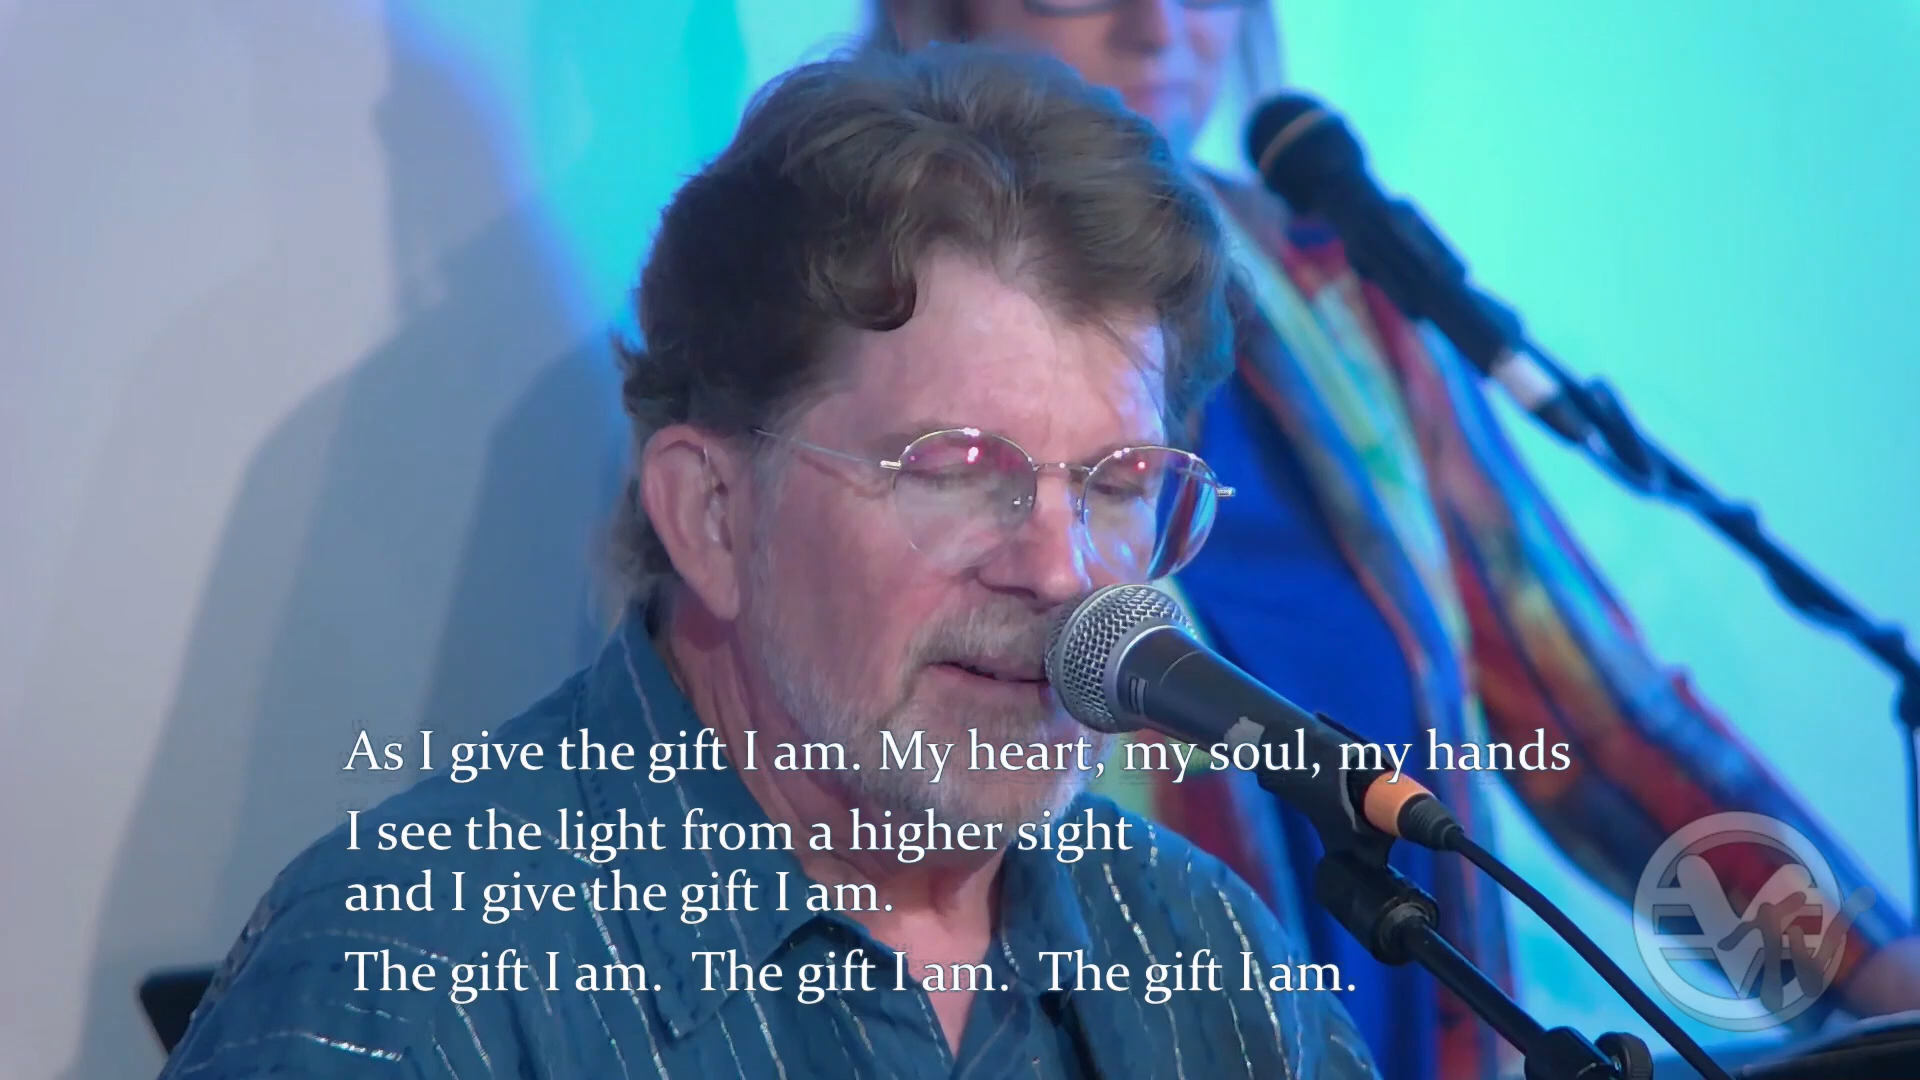 As I give the gift I am. My heart, my soul, my hands
I see the light from a higher sight
and I give the gift I am.
The gift I am.  The gift I am.  The gift I am.